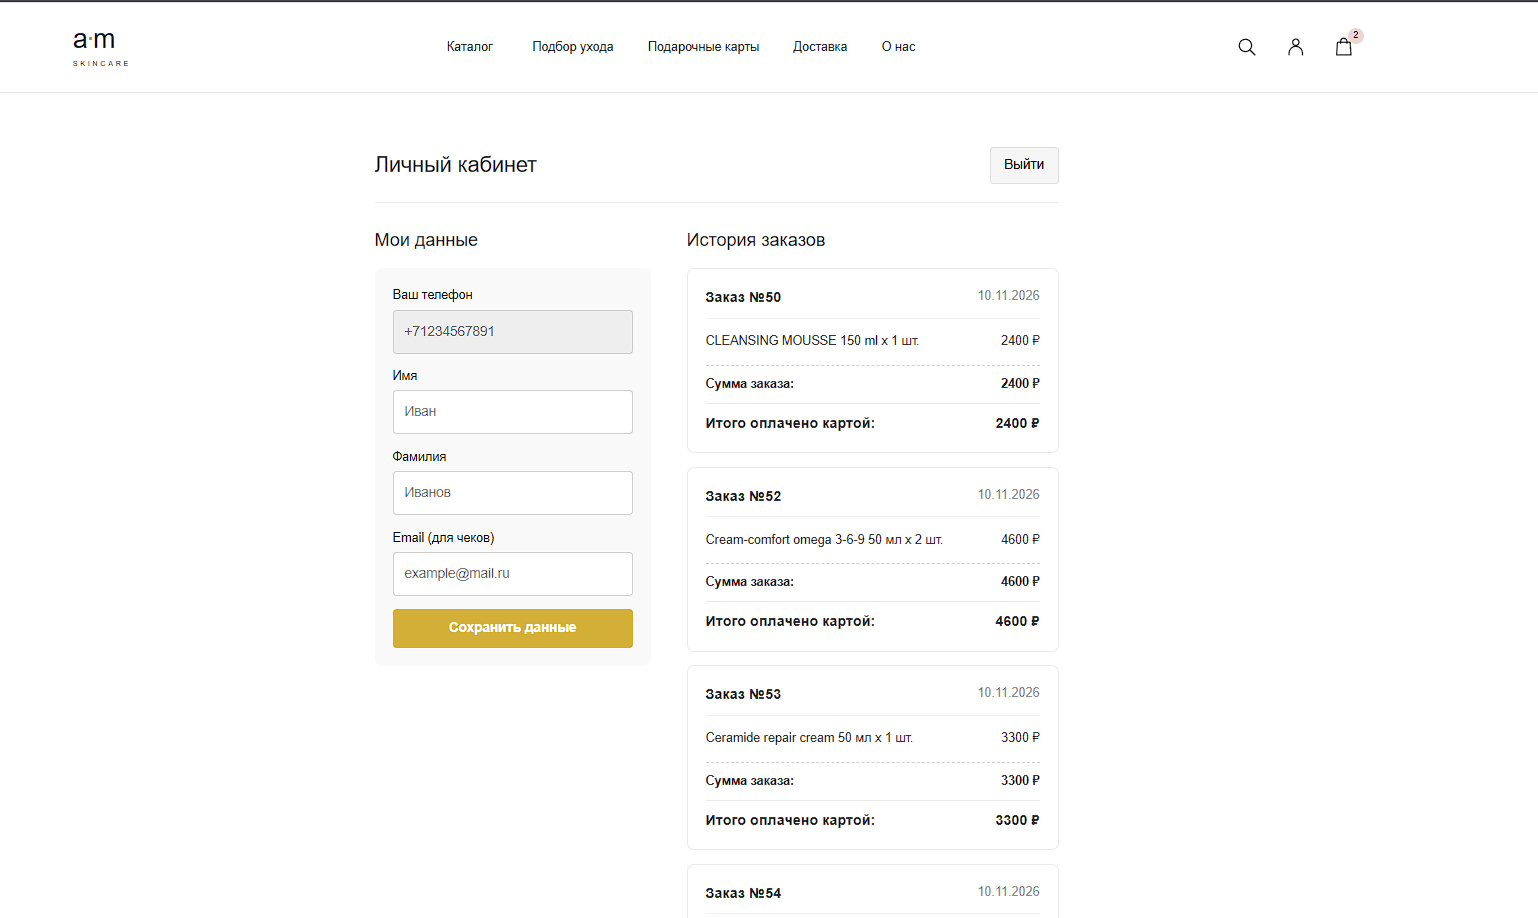 a·m
SKINCARE
Каталог
Подбор ухода
Подарочные карты
Доставка
О нас
2
Личный кабинет
Выйти
Мои данные
Ваш телефон
+71234567891
Имя
Иван
Фамилия
Иванов
Email (для чеков)
example@mail.ru
Сохранить данные
История заказов
Заказ №50 10.11.2026
CLEANSING MOUSSE 150 ml x 1 шт. 2400 ₽
Сумма заказа: 2400 ₽
Итого оплачено картой: 2400 ₽
Заказ №52 10.11.2026
Cream-comfort omega 3-6-9 50 мл x 2 шт. 4600 ₽
Сумма заказа: 4600 ₽
Итого оплачено картой: 4600 ₽
Заказ №53 10.11.2026
Ceramide repair cream 50 мл x 1 шт. 3300 ₽
Сумма заказа: 3300 ₽
Итого оплачено картой: 3300 ₽
Заказ №54 10.11.2026